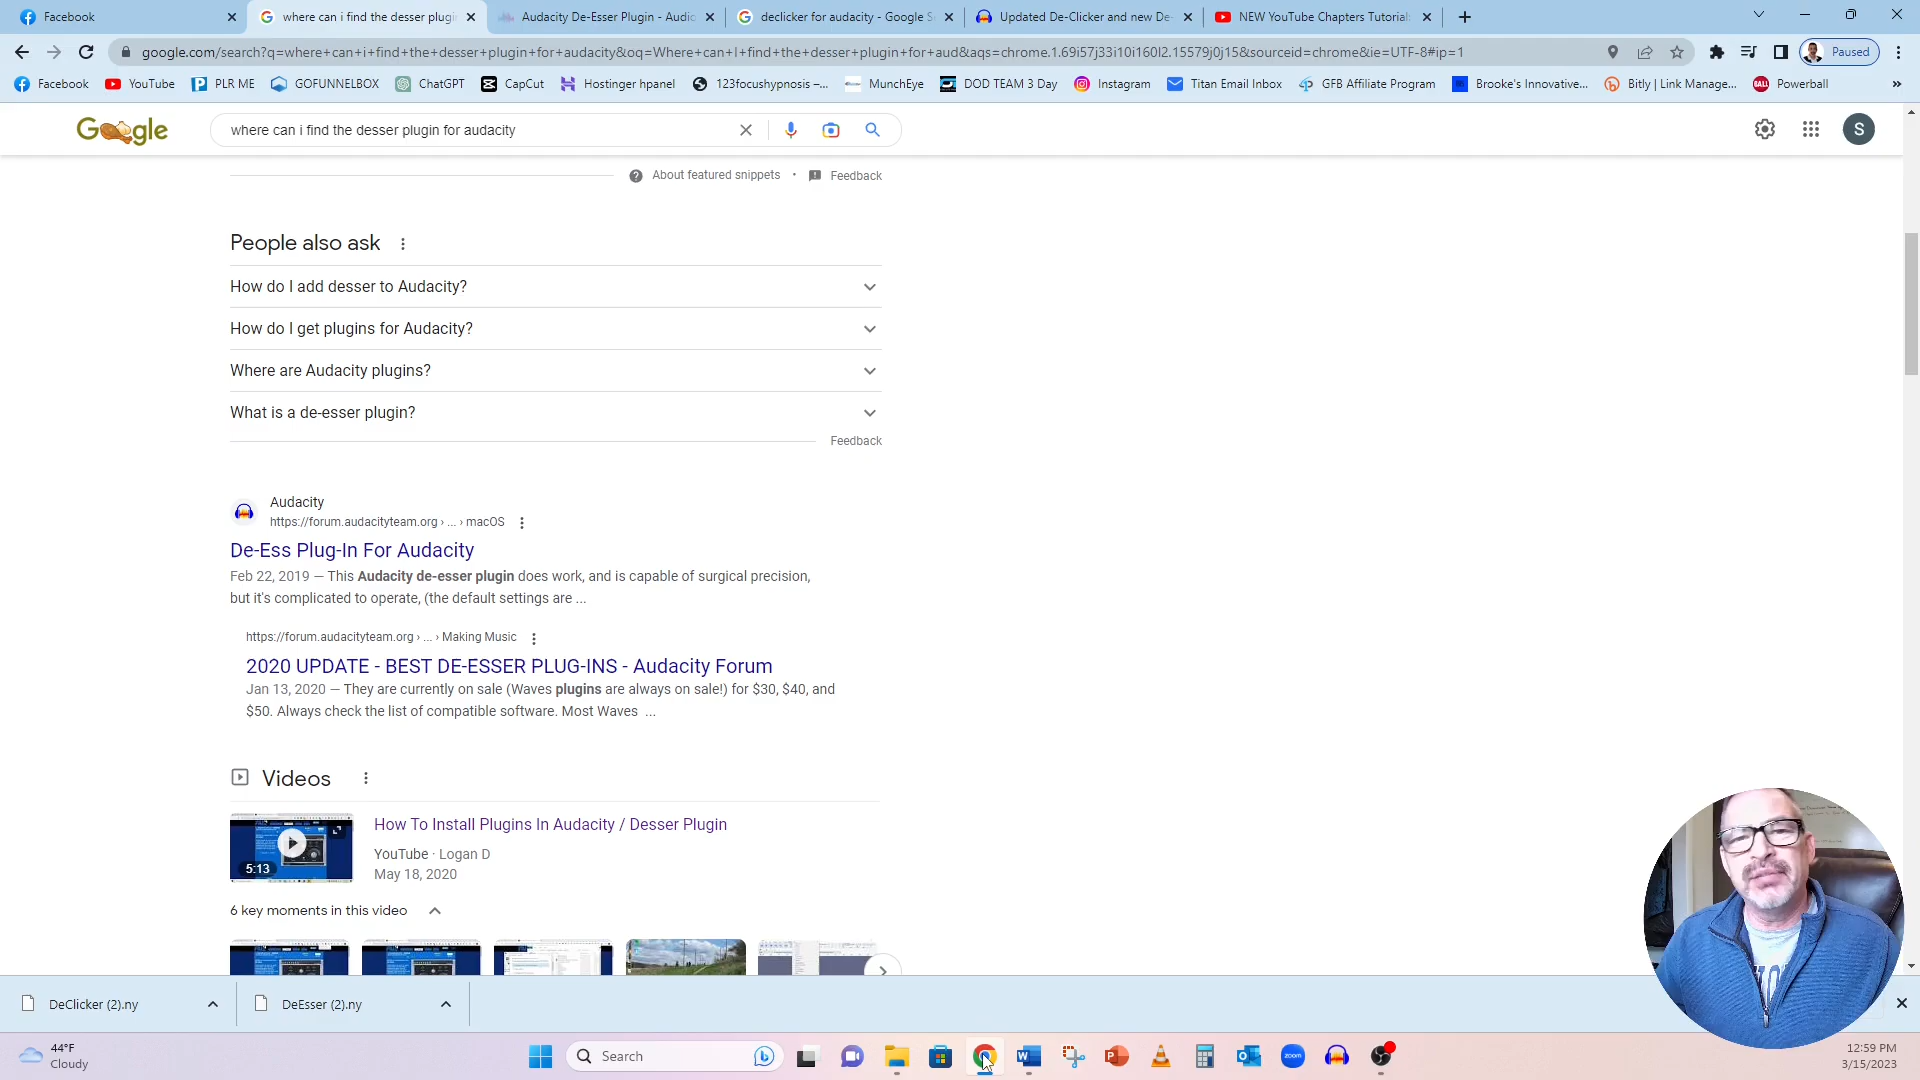 Facebook
where can i find the desser plugi
Audacity De-Esser Plugin - Audio
declicker for audacity - Google S
Updated De-Clicker and new De-
NEW YouTube Chapters Tutorial
google.com/search?q=where+can+i+find+the+desser+plugin+for+audacity&oq=Where+can+I+find+the+desser+plugin+for+aud&aqs=chrome.1.69i57j33i10i160l2.15579j0j15&sourceid=chrome&ie=UTF-8#ip=1
Paused
Facebook
YouTube
PLR ME
GOFUNNELBOX
ChatGPT
CapCut
Hostinger hpanel
123focushypnosis –...
MunchEye
DOD TEAM 3 Day
Instagram
Titan Email Inbox
GFB Affiliate Program
Brooke's Innovative...
Bitly | Link Manage...
Powerball
Google
where can i find the desser plugin for audacity
S
About featured snippets • Feedback
People also ask
How do I add desser to Audacity?
How do I get plugins for Audacity?
Where are Audacity plugins?
What is a de-esser plugin?
Feedback
Audacity
https://forum.audacityteam.org › ... › macOS
De-Ess Plug-In For Audacity
Feb 22, 2019 — This Audacity de-esser plugin does work, and is capable of surgical precision,
but it's complicated to operate, (the default settings are ...
https://forum.audacityteam.org › ... › Making Music
2020 UPDATE - BEST DE-ESSER PLUG-INS - Audacity Forum
Jan 13, 2020 — They are currently on sale (Waves plugins are always on sale!) for $30, $40, and
$50. Always check the list of compatible software. Most Waves ...
Videos
5:13
How To Install Plugins In Audacity / Desser Plugin
YouTube · Logan D
May 18, 2020
6 key moments in this video
DeClicker (2).ny
DeEsser (2).ny
44°F
Cloudy
Search
zoom
12:59 PM
3/15/2023